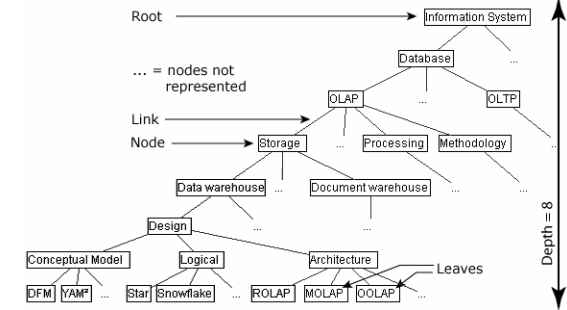 Root
Information System
Database
...
... = nodes not
represented
...
OLAP
...
OLTP
Link
Node
Storage
...
Processing
Methodology
...
Data warehouse
...
Document warehouse
...
...
Design
...
...
Conceptual Model
Logical
Architecture
Depth = 8
Leaves
DFM
YAM²
...
Star
Snowflake
...
ROLAP
MOLAP
OOLAP
...